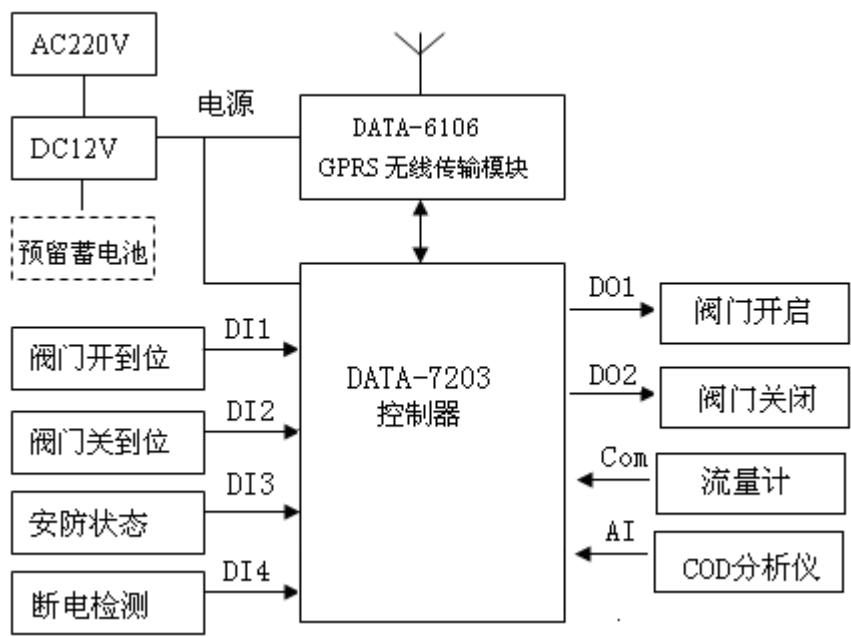 AC220V
电源
DC12V
DATA-6106
GPRS 无线传输模块
预留蓄电池
DI1
阀门开到位
DI2
阀门关到位
DI3
安防状态
DI4
断电检测
DATA-7203
控制器
DO1
阀门开启
DO2
阀门关闭
Com
流量计
AI
COD分析仪